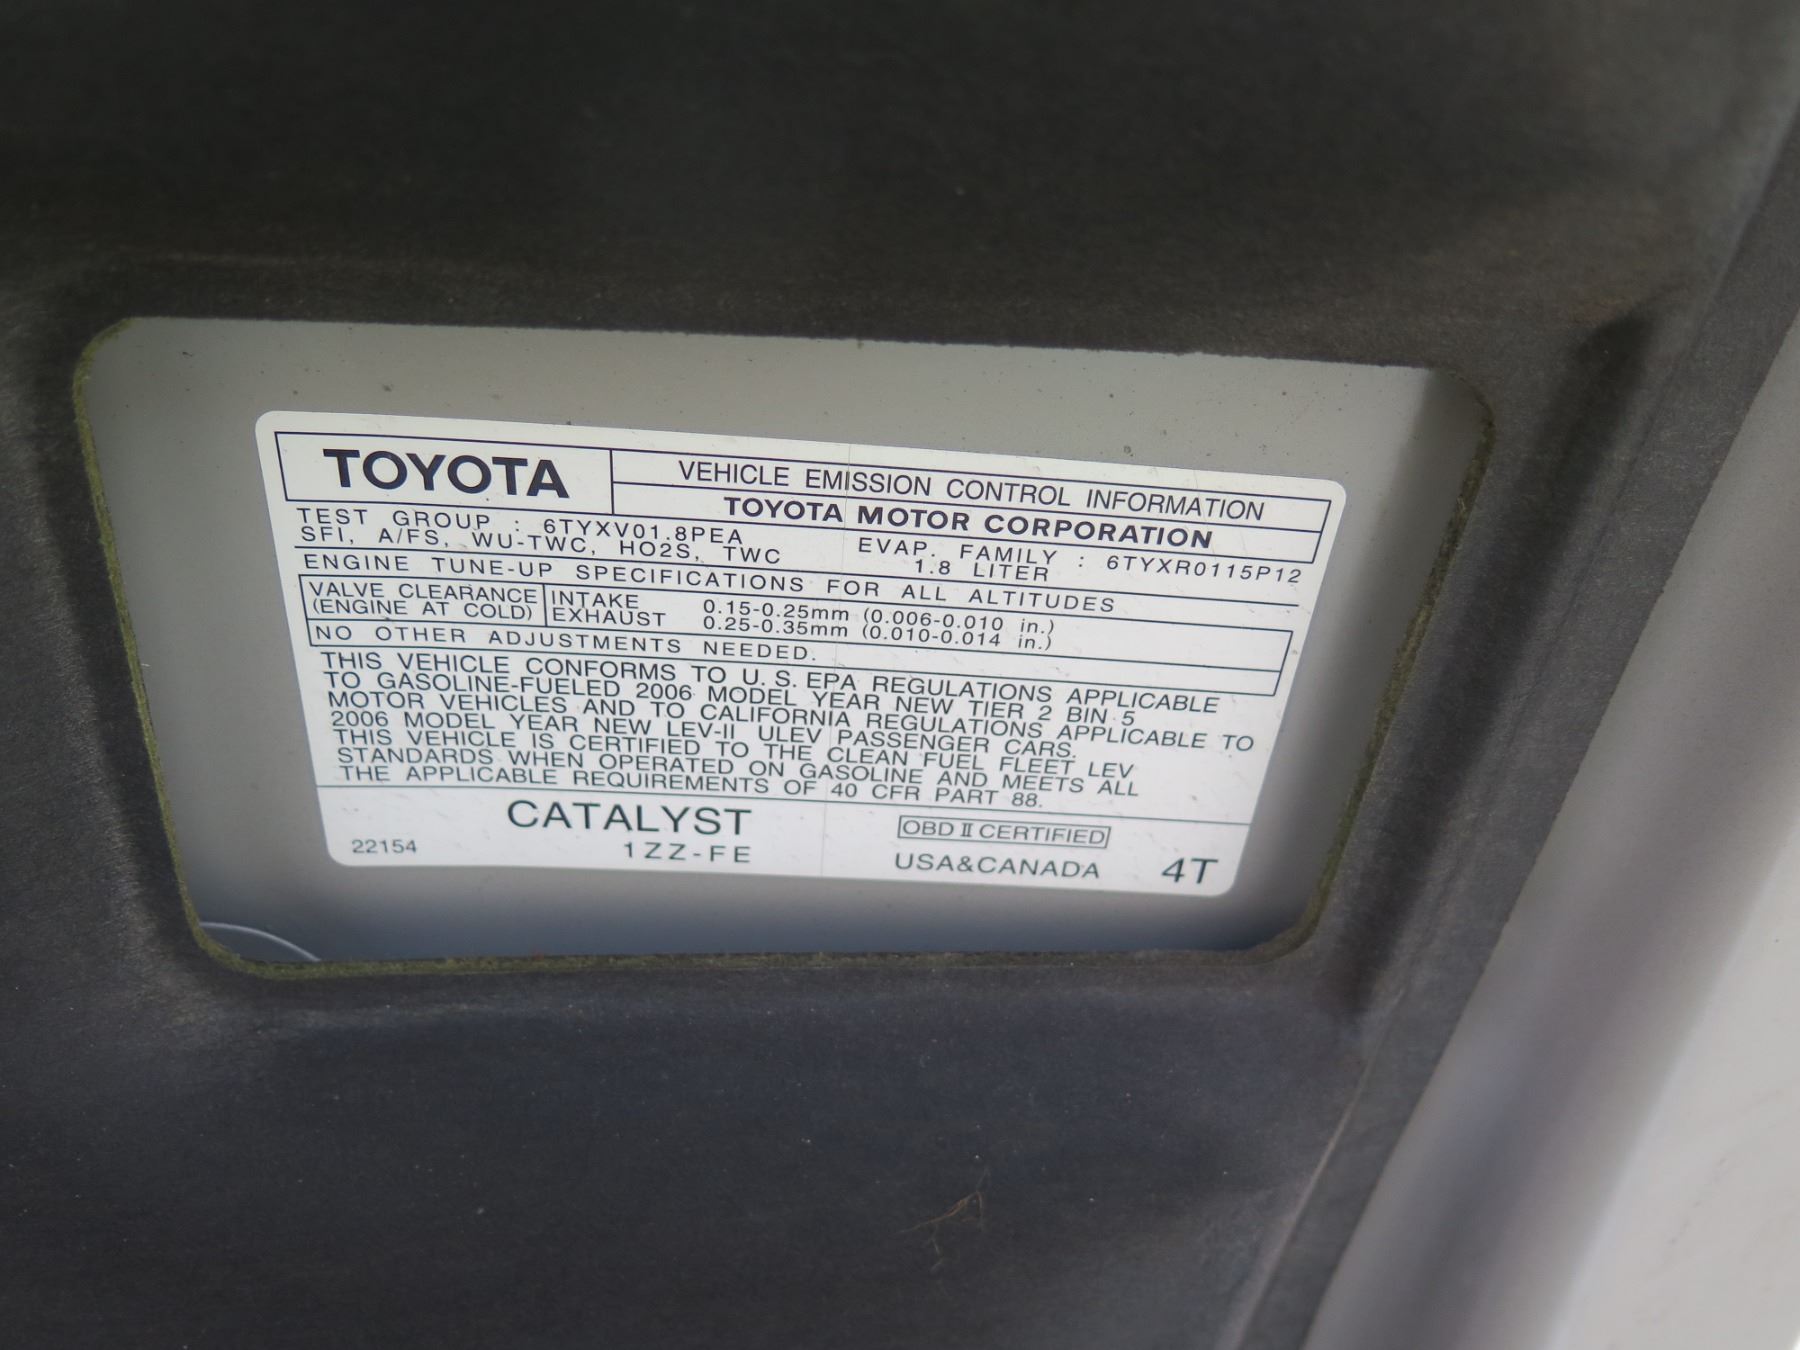 TOYOTA
VEHICLE EMISSION CONTROL INFORMATION
TOYOTA MOTOR CORPORATION
TEST GROUP : 6TYXV01.8PEA
EVAP. FAMILY : 6TYXR0115P12
SFI, A/FS, WU-TWC, HO2S, TWC
1.8 LITER
ENGINE TUNE-UP SPECIFICATIONS FOR ALL ALTITUDES
VALVE CLEARANCE INTAKE 0.15-0.25mm (0.006-0.010 in.)
(ENGINE AT COLD) EXHAUST 0.25-0.35mm (0.010-0.014 in.)
NO OTHER ADJUSTMENTS NEEDED.
THIS VEHICLE CONFORMS TO U.S. EPA REGULATIONS APPLICABLE
TO GASOLINE-FUELED 2006 MODEL YEAR NEW TIER 2 BIN 5
MOTOR VEHICLES AND TO CALIFORNIA REGULATIONS APPLICABLE TO
2006 MODEL YEAR NEW LEV-II ULEV PASSENGER CARS.
THIS VEHICLE IS CERTIFIED TO THE CLEAN FUEL FLEET LEV
STANDARDS WHEN OPERATED ON GASOLINE AND MEETS ALL
THE APPLICABLE REQUIREMENTS OF 40 CFR PART 88.
CATALYST
OBD II CERTIFIED
22154 1ZZ-FE USA&CANADA 4T